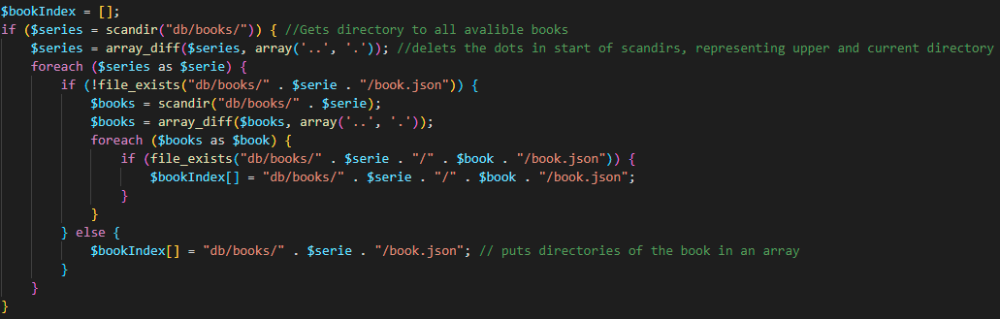 $bookIndex = [];
if ($series = scandir("db/books/")) { //Gets directory to all avalible books
    $series = array_diff($series, array('..', '.')); //delets the dots in start of scandirs, representing upper and current directory
    foreach ($series as $serie) {
        if (!file_exists("db/books/" . $serie . "/book.json")) {
            $books = scandir("db/books/" . $serie);
            $books = array_diff($books, array('..', '.'));
            foreach ($books as $book) {
                if (file_exists("db/books/" . $serie . "/" . $book . "/book.json")) {
                    $bookIndex[] = "db/books/" . $serie . "/" . $book . "/book.json";
                }
            }
        } else {
            $bookIndex[] = "db/books/" . $serie . "/book.json"; // puts directories of the book in an array
        }
    }
}